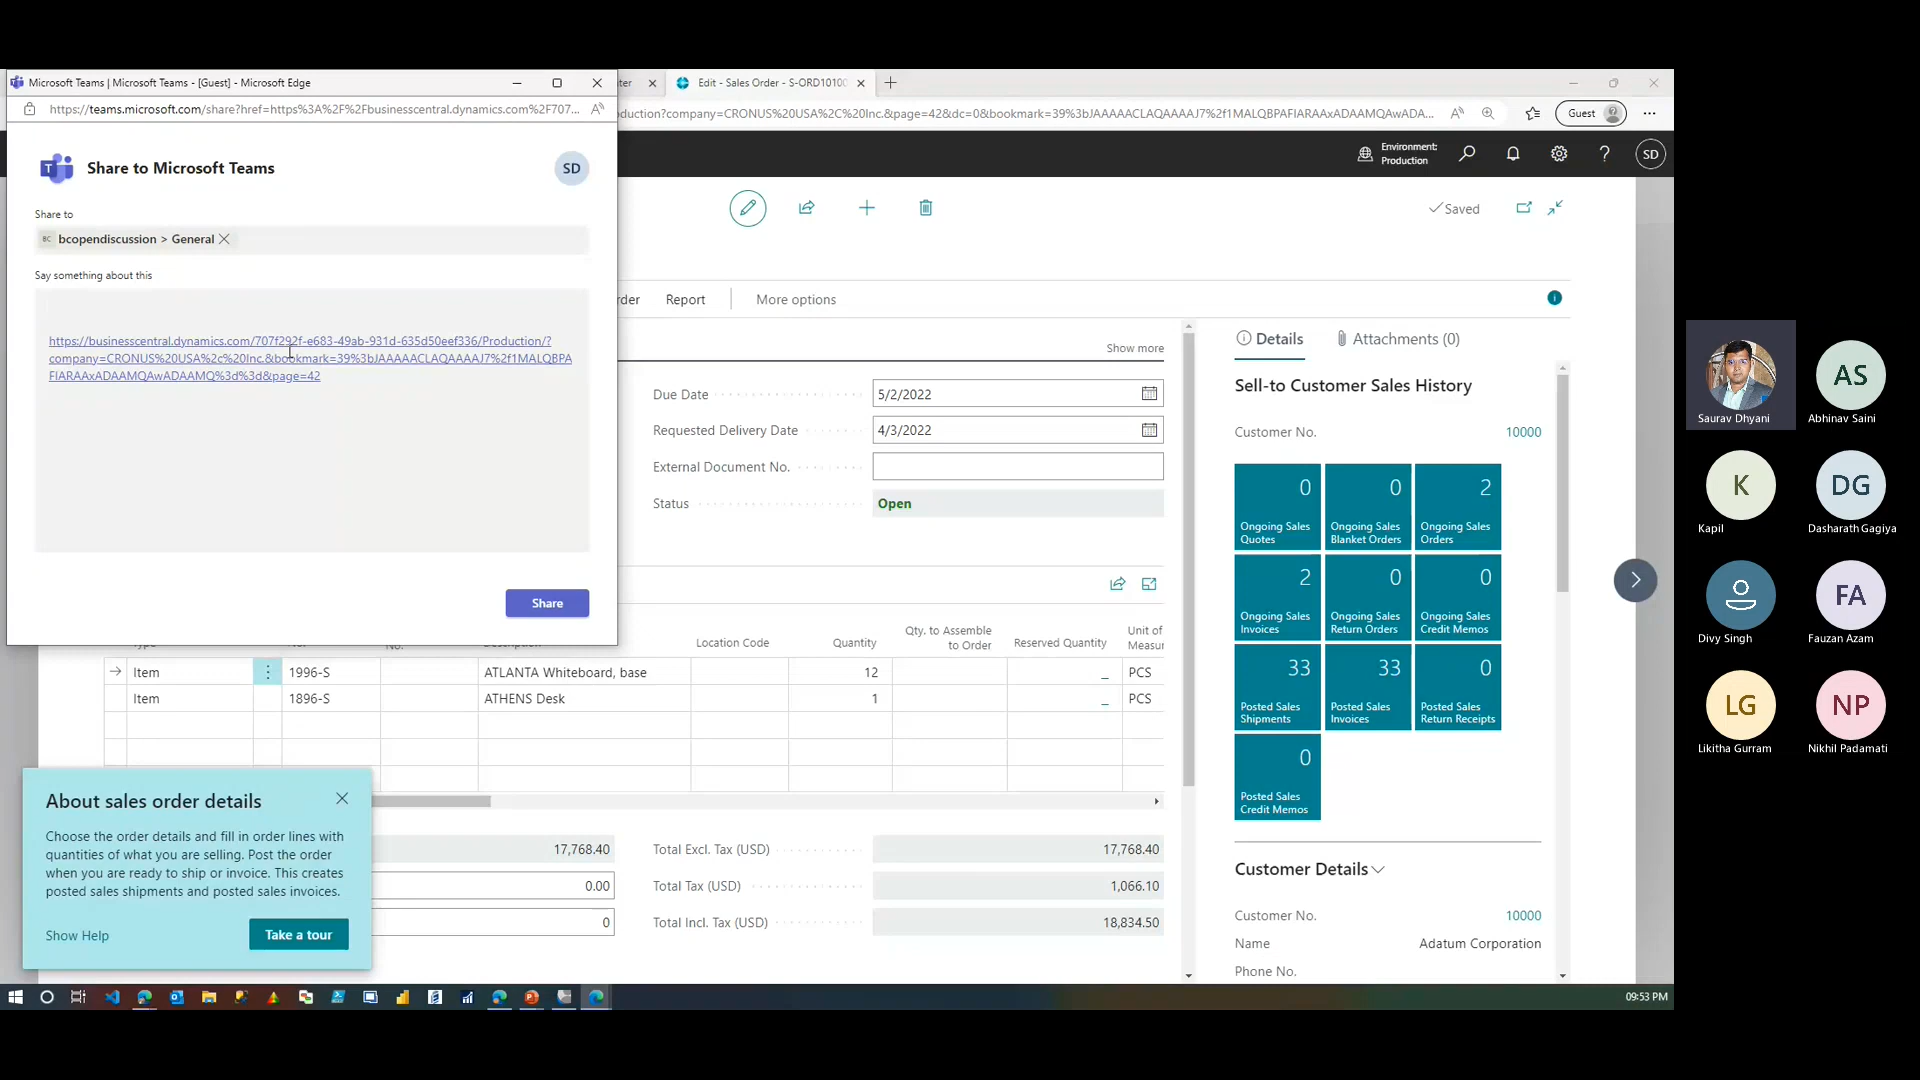 Microsoft Teams | Microsoft Teams - [Guest] - Microsoft Edge
https://teams.microsoft.com/share?href=https%3A%2F%2Fbusinesscentral.dynamics.com%2F707...
Share to Microsoft Teams
SD
Share to
BC bcopendiscussion > General
Say something about this
https://businesscentral.dynamics.com/707f292f-e683-49ab-931d-635d50eef336/Production/?
company=CRONUS%20USA%2c%20Inc.&bookmark=39%3bJAAAAACLAQAAAAJ7%2f1MALQBPA
FIARAAxADAAMQAwADAAMQ%3d%3d&page=42
Share
Edit - Sales Order - S-ORD10100
duction?company=CRONUS%20USA%2C%20Inc.&page=42&dc=0&bookmark=39%3bJAAAAACLAQAAAAJ7%2f1MALQBPAFIARAAxADAAMQAwADA...
Guest
Environment:
Production
SD
Saved
rder
Report
More options
Show more
Due Date
5/2/2022
Requested Delivery Date
4/3/2022
External Document No.
Status
Open
No.
Location Code
Quantity
Qty. to Assemble
to Order
Reserved Quantity
Unit of
Measur
Item 1996-S ATLANTA Whiteboard, base 12 _ PCS
Item 1896-S ATHENS Desk 1 _ PCS
17,768.40
0.00
0
Total Excl. Tax (USD) 17,768.40
Total Tax (USD) 1,066.10
Total Incl. Tax (USD) 18,834.50
About sales order details
Choose the order details and fill in order lines with
quantities of what you are selling. Post the order
when you are ready to ship or invoice. This creates
posted sales shipments and posted sales invoices.
Show Help
Take a tour
Details
Attachments (0)
Sell-to Customer Sales History
Customer No. 10000
0
Ongoing Sales
Quotes
0
Ongoing Sales
Blanket Orders
2
Ongoing Sales
Orders
2
Ongoing Sales
Invoices
0
Ongoing Sales
Return Orders
0
Ongoing Sales
Credit Memos
33
Posted Sales
Shipments
33
Posted Sales
Invoices
0
Posted Sales
Return Receipts
0
Posted Sales
Credit Memos
Customer Details
Customer No. 10000
Name Adatum Corporation
Phone No.
09:53 PM
Saurav Dhyani
AS
Abhinav Saini
K
Kapil
DG
Dasharath Gagiya
Divy Singh
FA
Fauzan Azam
LG
Likitha Gurram
NP
Nikhil Padamati